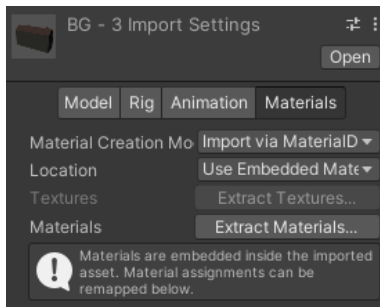 BG - 3 Import Settings
Open
Model Rig Animation Materials
Material Creation Mo Import via MaterialD
Location Use Embedded Mate
Textures Extract Textures...
Materials Extract Materials...
Materials are embedded inside the imported
asset. Material assignments can be
remapped below.